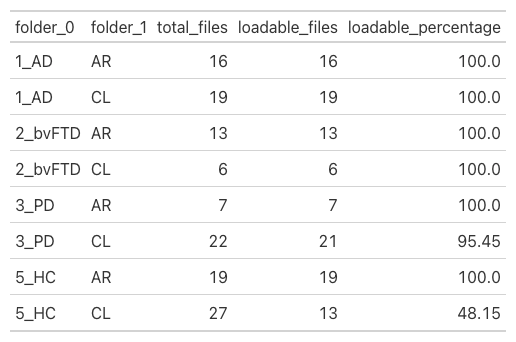 folder_0 folder_1 total_files loadable_files loadable_percentage
1_AD AR 16 16 100.0
1_AD CL 19 19 100.0
2_bvFTD AR 13 13 100.0
2_bvFTD CL 6 6 100.0
3_PD AR 7 7 100.0
3_PD CL 22 21 95.45
5_HC AR 19 19 100.0
5_HC CL 27 13 48.15